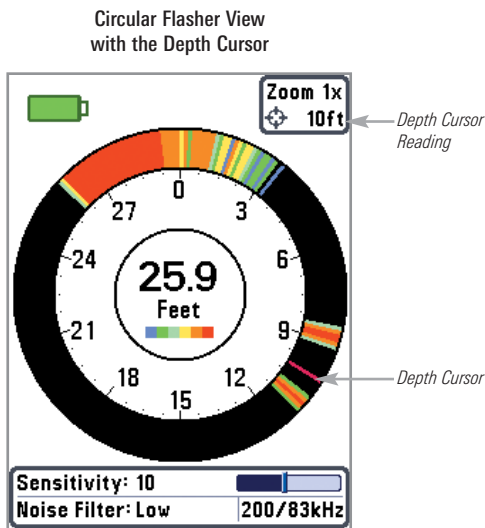 Circular Flasher View
with the Depth Cursor
Zoom 1x
10ft
Depth Cursor
Reading
0
3
6
9
12
15
18
21
24
27
25.9
Feet
Depth Cursor
Sensitivity: 10
Noise Filter: Low
200/83kHz